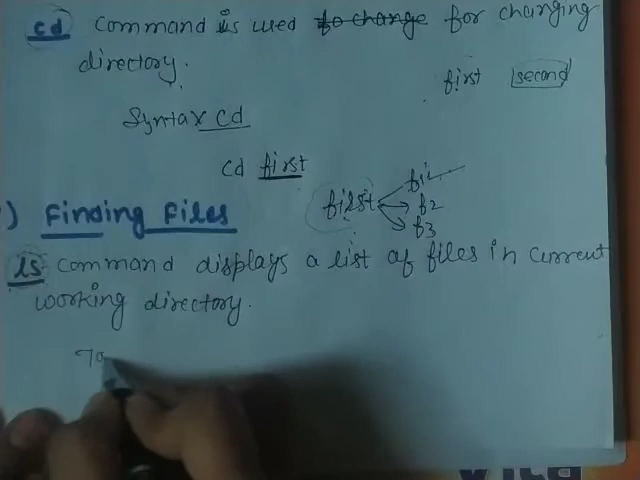 cd command is used to change for changing
directory.
first second
Syntax cd
cd first
) Finding Files
first f1
f2
f3
ls command displays a list of files in current
working directory.
To